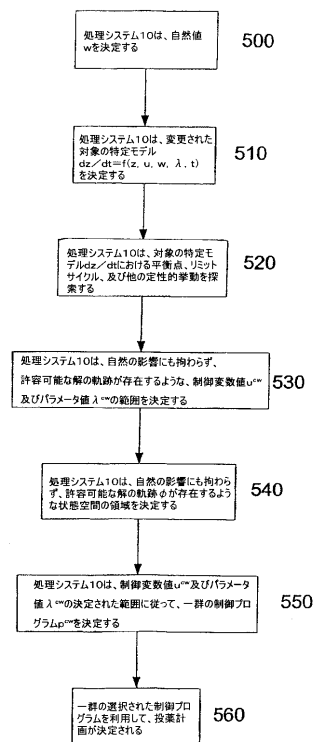 処理システム10は、自然値
wを決定する
500
処理システム10は、変更された
対象の特定モデル
dz/dt=f(z, u, w, λ, t)
を決定する
510
処理システム10は、対象の特定モ
デルdz/dtにおける平衡点、リミット
サイクル、及び他の定性的挙動を探
索する
520
処理システム10は、自然の影響にも拘わらず、
許容可能な解の軌跡が存在するような、制御変数値uᶜʷ
及びパラメータ値λᶜʷの範囲を決定する
530
処理システム10は、自然の影響にも拘わら
ず、許容可能な解の軌跡φが存在するよう
な状態空間の領域を決定する
540
処理システム10は、制御変数値uᶜʷ及びパラメータ
値λᶜʷの決定された範囲に従って、一群の制御プロ
グラムpᶜʷを決定する
550
一群の選択された制御プロ
グラムを利用して、投薬計
画が決定される
560